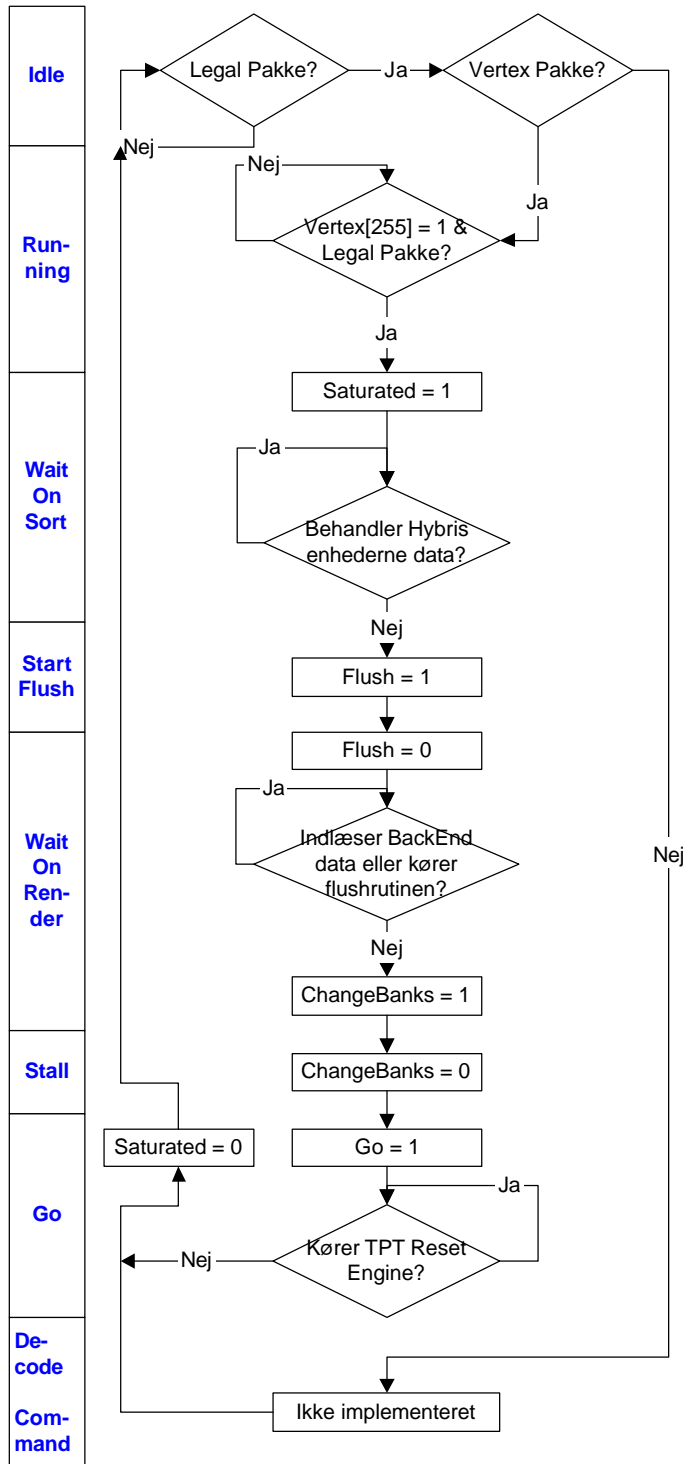 Idle
Legal Pakke?
Ja
Vertex Pakke?
Nej
Nej
Ja
Run-
ning
Vertex[255] = 1 &
Legal Pakke?
Ja
Saturated = 1
Wait
On
Sort
Ja
Behandler Hybris
enhederne data?
Nej
Start
Flush
Flush = 1
Flush = 0
Wait
On
Ren-
der
Ja
Indlæser BackEnd
data eller kører
flushrutinen?
Nej
Nej
ChangeBanks = 1
Stall
ChangeBanks = 0
Go
Saturated = 0
Go = 1
Ja
Kører TPT Reset
Engine?
Nej
De-
code
Com-
mand
Ikke implementeret